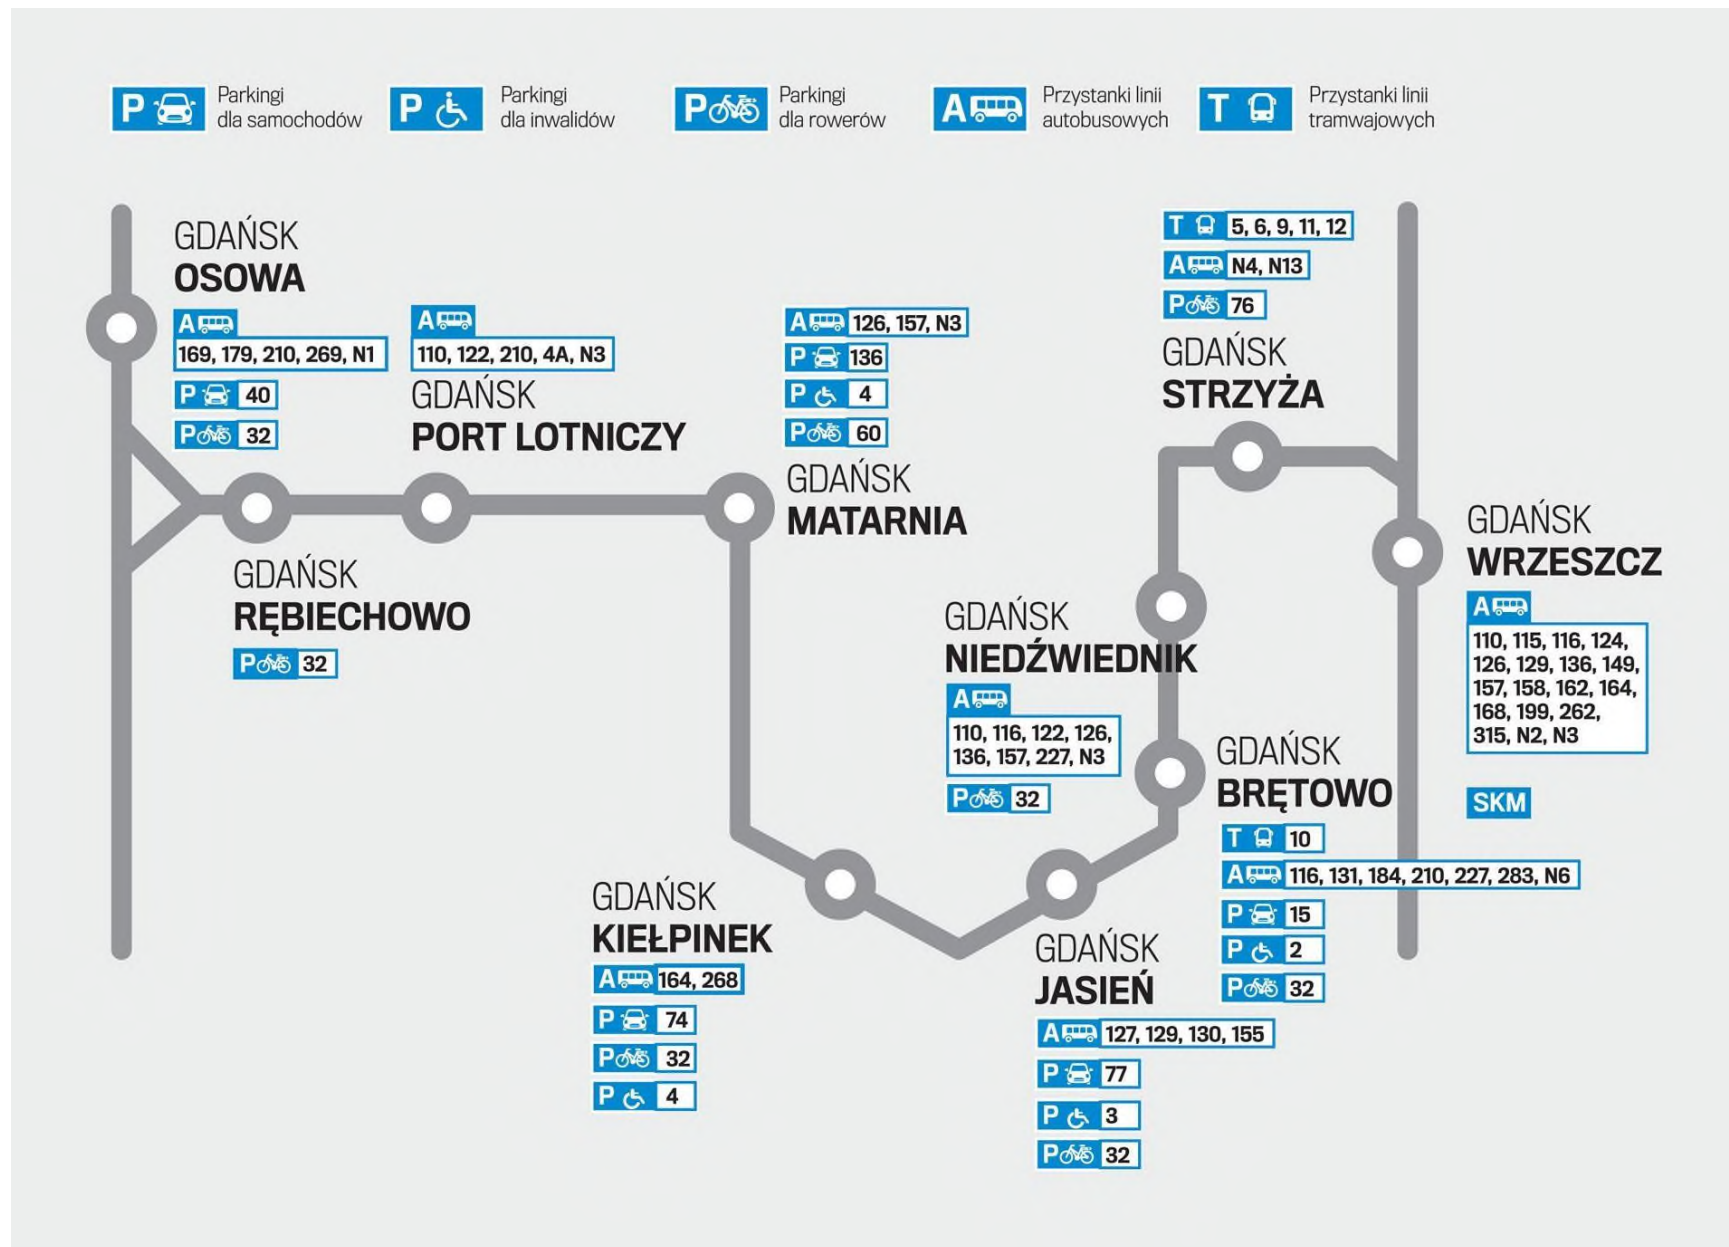 P Parkingi
dla samochodów
P Parkingi
dla inwalidów
P Parkingi
dla rowerów
A Przystanki linii
autobusowych
T Przystanki linii
tramwajowych
GDAŃSK
OSOWA
A
169, 179, 210, 269, N1
P 40
P 32
A
110, 122, 210, 4A, N3
GDAŃSK
PORT LOTNICZY
A 126, 157, N3
P 136
P 4
P 60
GDAŃSK
MATARNIA
T 5, 6, 9, 11, 12
A N4, N13
P 76
GDAŃSK
STRZYŻA
GDAŃSK
RĘBIECHOWO
P 32
GDAŃSK
NIEDŹWIEDNIK
A
110, 116, 122, 126,
136, 157, 227, N3
P 32
GDAŃSK
WRZESZCZ
A
110, 115, 116, 124,
126, 129, 136, 149,
157, 158, 162, 164,
168, 199, 262,
315, N2, N3
SKM
GDAŃSK
BRĘTOWO
T 10
A 116, 131, 184, 210, 227, 283, N6
P 15
P 2
P 32
GDAŃSK
KIEŁPINEK
A 164, 268
P 74
P 32
P 4
GDAŃSK
JASIEŃ
A 127, 129, 130, 155
P 77
P 3
P 32